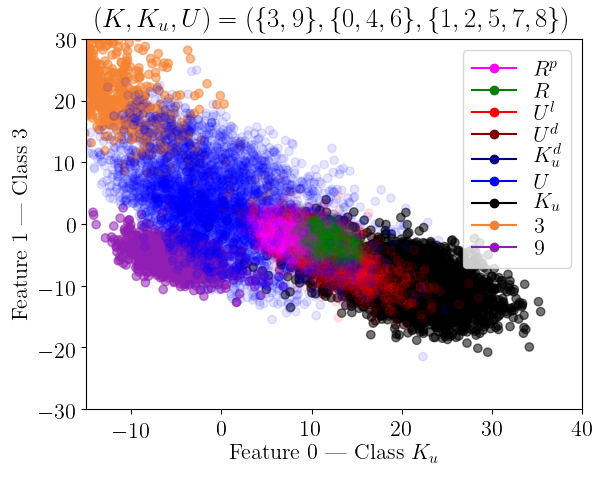 (K, K_u, U) = ({3, 9}, {0, 4, 6}, {1, 2, 5, 7, 8})
R^p
R
U^l
U^d
K_u^d
U
K_u
3
9
30
20
10
0
−10
−20
−30
Feature 1 — Class 3
−10 0 10 20 30 40
Feature 0 — Class K_u